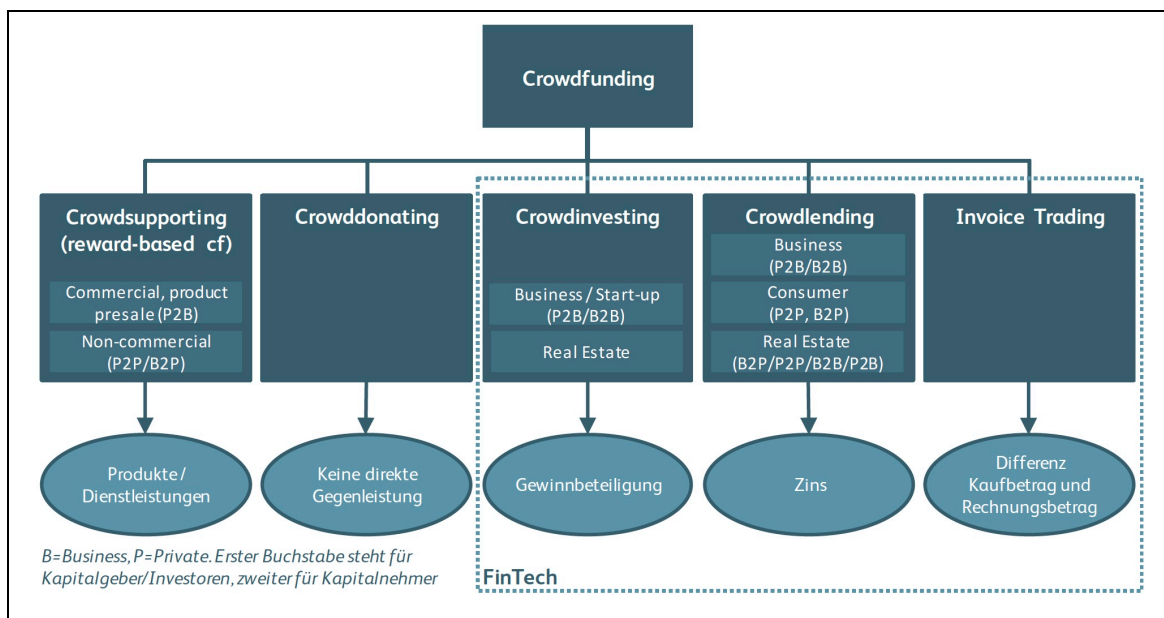 Crowdfunding
Crowdsupporting
(reward-based cf)
Commercial, product
presale (P2B)
Non-commercial
(P2P/B2P)
Crowddonating
Crowdinvesting
Business / Start-up
(P2B/B2B)
Real Estate
Crowdlending
Business
(P2B/B2B)
Consumer
(P2P, B2P)
Real Estate
(B2P/P2P/B2B/P2B)
Invoice Trading
Produkte /
Dienstleistungen
Keine direkte
Gegenleistung
Gewinnbeteiligung
Zins
Differenz
Kaufbetrag und
Rechnungsbetrag
B=Business, P=Private. Erster Buchstabe steht für
Kapitalgeber/Investoren, zweiter für Kapitalnehmer
FinTech